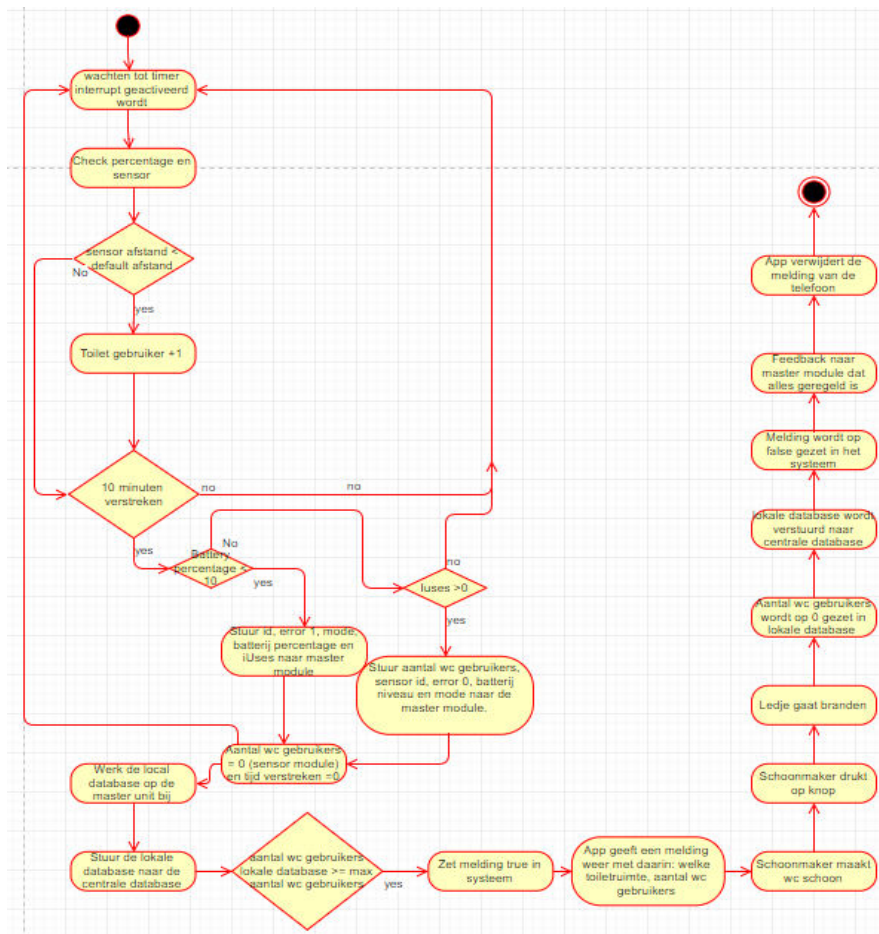 wachten tot timer
interrupt geactiveerd
wordt
Check percentage en
sensor
sensor afstand <
default afstand
No
yes
Toilet gebruiker +1
10 minuten
verstreken
no
no
yes
No
Battery
percentage <
10
yes
Iuses >0
no
yes
Stuur id, error 1, mode,
batterij percentage en
iUses naar master
module
Stuur aantal wc gebruikers,
sensor id, error 0, batterij
niveau en mode naar de
master module.
Aantal wc gebruikers
= 0 (sensor module)
en tijd verstreken =0
Werk de local
database op de
master unit bij
Stuur de lokale
database naar de
centrale database
aantal wc gebruikers
lokale database >= max
aantal wc gebruikers
yes
Zet melding true in
systeem
App geeft een melding
weer met daarin: welke
toiletruimte, aantal wc
gebruikers
Schoonmaker maakt
wc schoon
Schoonmaker drukt
op knop
Ledje gaat branden
Aantal wc gebruikers
wordt op 0 gezet in
lokale database
lokale database wordt
verstuurd naar
centrale database
Melding wordt op
false gezet in het
systeem
Feedback naar
master module dat
alles geregeld is
App verwijdert de
melding van de
telefoon